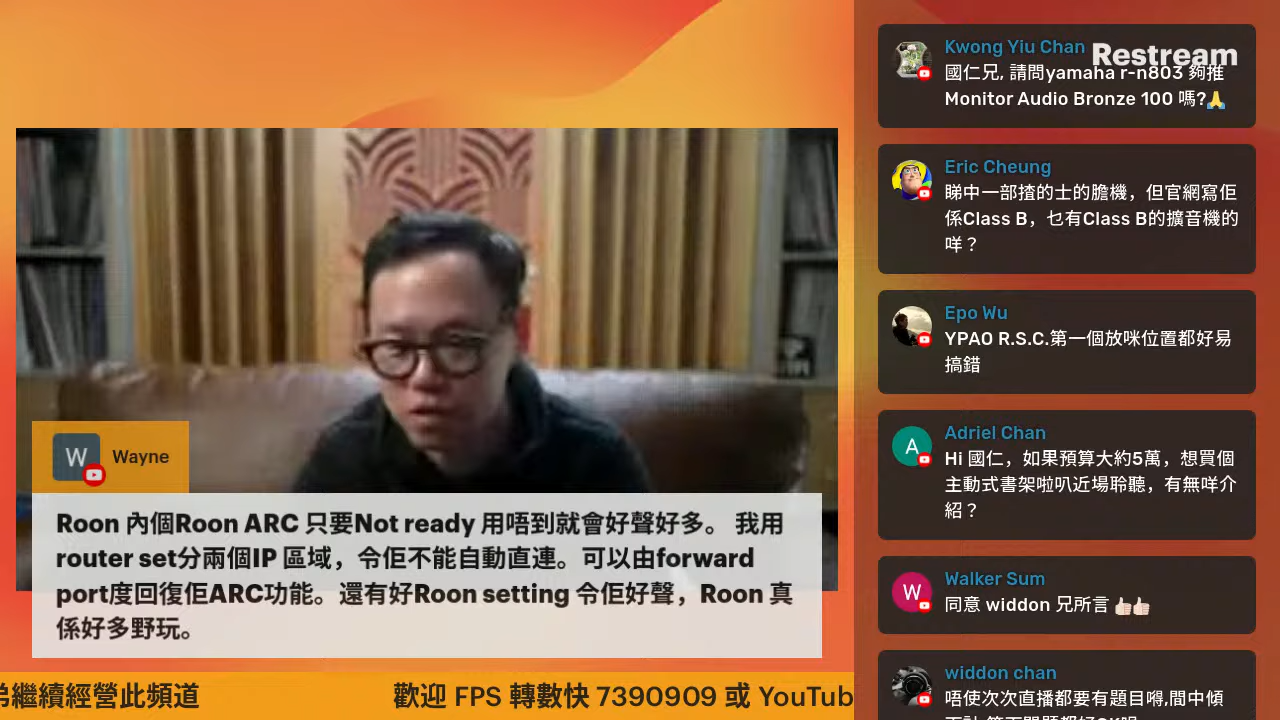 Kwong Yiu Chan
Restream
國仁兄, 請問yamaha r-n803 夠推
Monitor Audio Bronze 100 嗎?🙏
Eric Cheung
睇中一部揸的士的膽機，但官網寫佢
係Class B，乜有Class B的擴音機的
咩？
Epo Wu
YPAO R.S.C.第一個放咪位置都好易
搞錯
Adriel Chan
Hi 國仁，如果預算大約5萬，想買個
主動式書架啦叭近場聆聽，有無咩介
紹？
Walker Sum
同意 widdon 兄所言 👍🏻👍🏻
widdon chan
唔使次次直播都要有題目嘚,間中傾
W
Wayne
Roon 內個Roon ARC 只要Not ready 用唔到就會好聲好多。 我用
router set分兩個IP 區域，令佢不能自動直連。可以由forward
port度回復佢ARC功能。還有好Roon setting 令佢好聲，Roon 真
係好多野玩。
弟繼續經營此頻道
歡迎 FPS 轉數快 7390909 或 YouTub